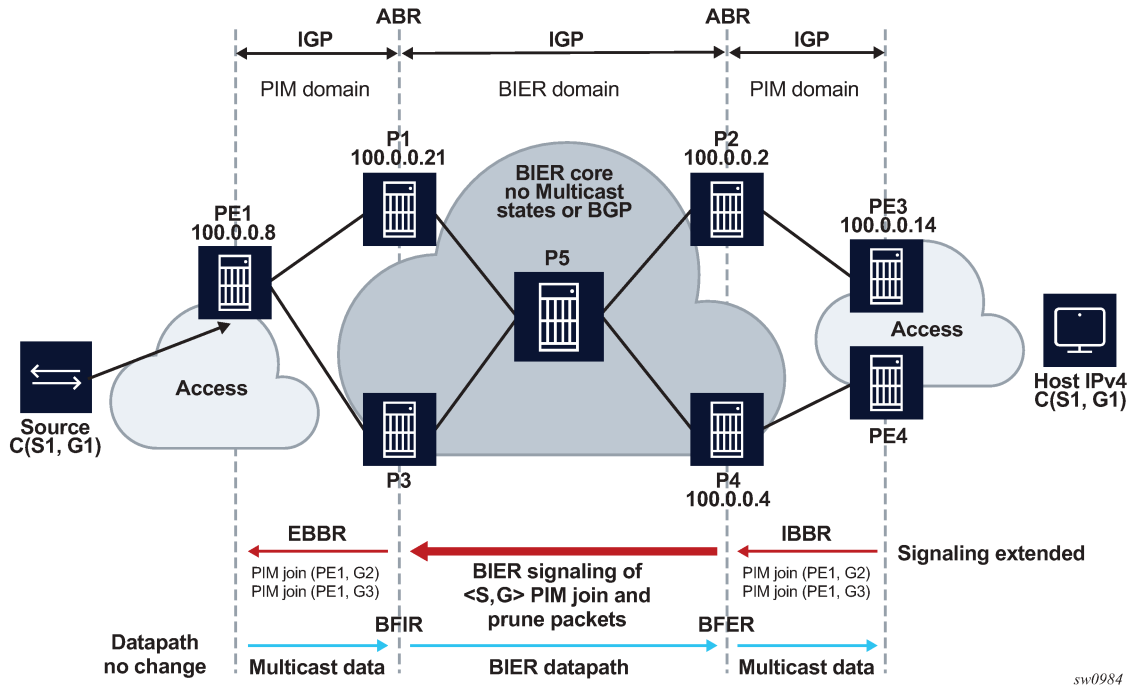 ABR
ABR
IGP
IGP
IGP
PIM domain
BIER domain
PIM domain
P1
100.0.0.21
P2
100.0.0.2
BIER core
no Multicast
states or BGP
PE1
100.0.0.8
PE3
100.0.0.14
P5
Access
Access
Source
C(S1, G1)
Host IPv4
C(S1, G1)
PE4
P3
P4
100.0.0.4
EBBR
IBBR
Signaling extended
PIM join (PE1, G2)
PIM join (PE1, G3)
BIER signaling of
<S,G> PIM join and
prune packets
PIM join (PE1, G2)
PIM join (PE1, G3)
BFIR
BFER
Datapath
no change
Multicast data
BIER datapath
Multicast data
sw0984